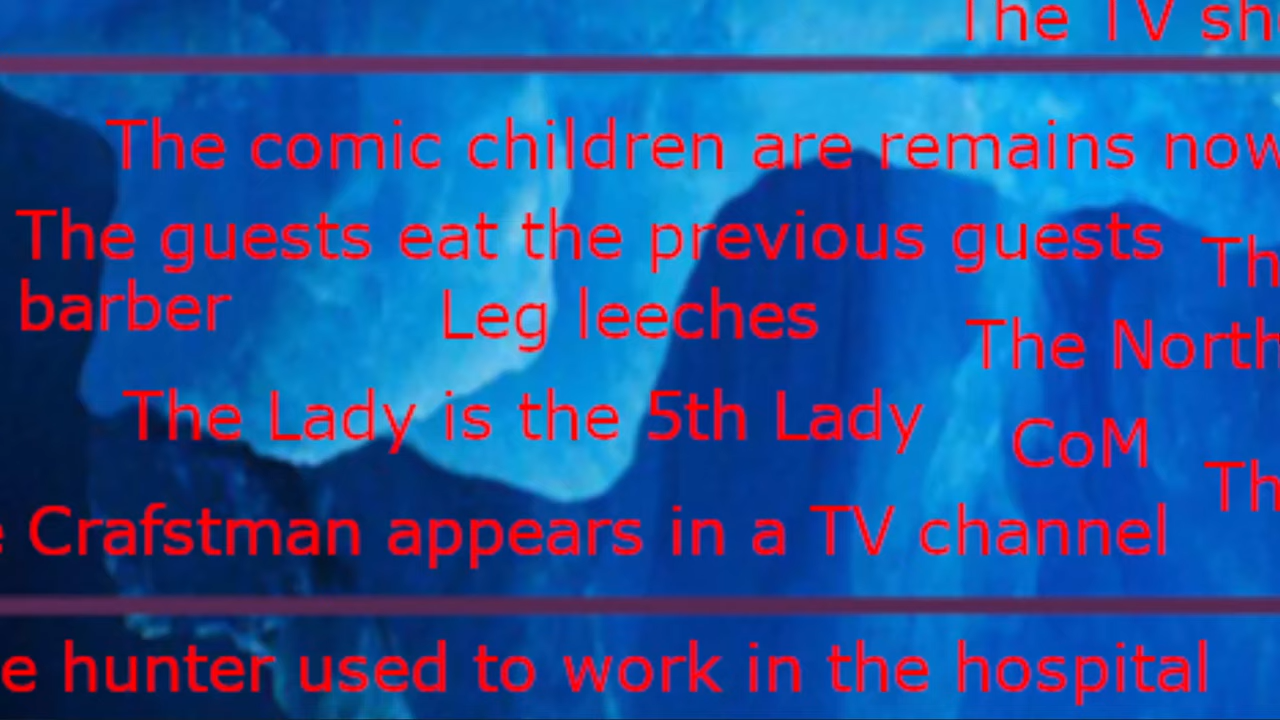 The TV
The comic children are remains now
The guests eat the previous guests
barber
Leg leeches
The North
The Lady is the 5th Lady
CoM
Crafstman appears in a TV channel
hunter used to work in the hospital